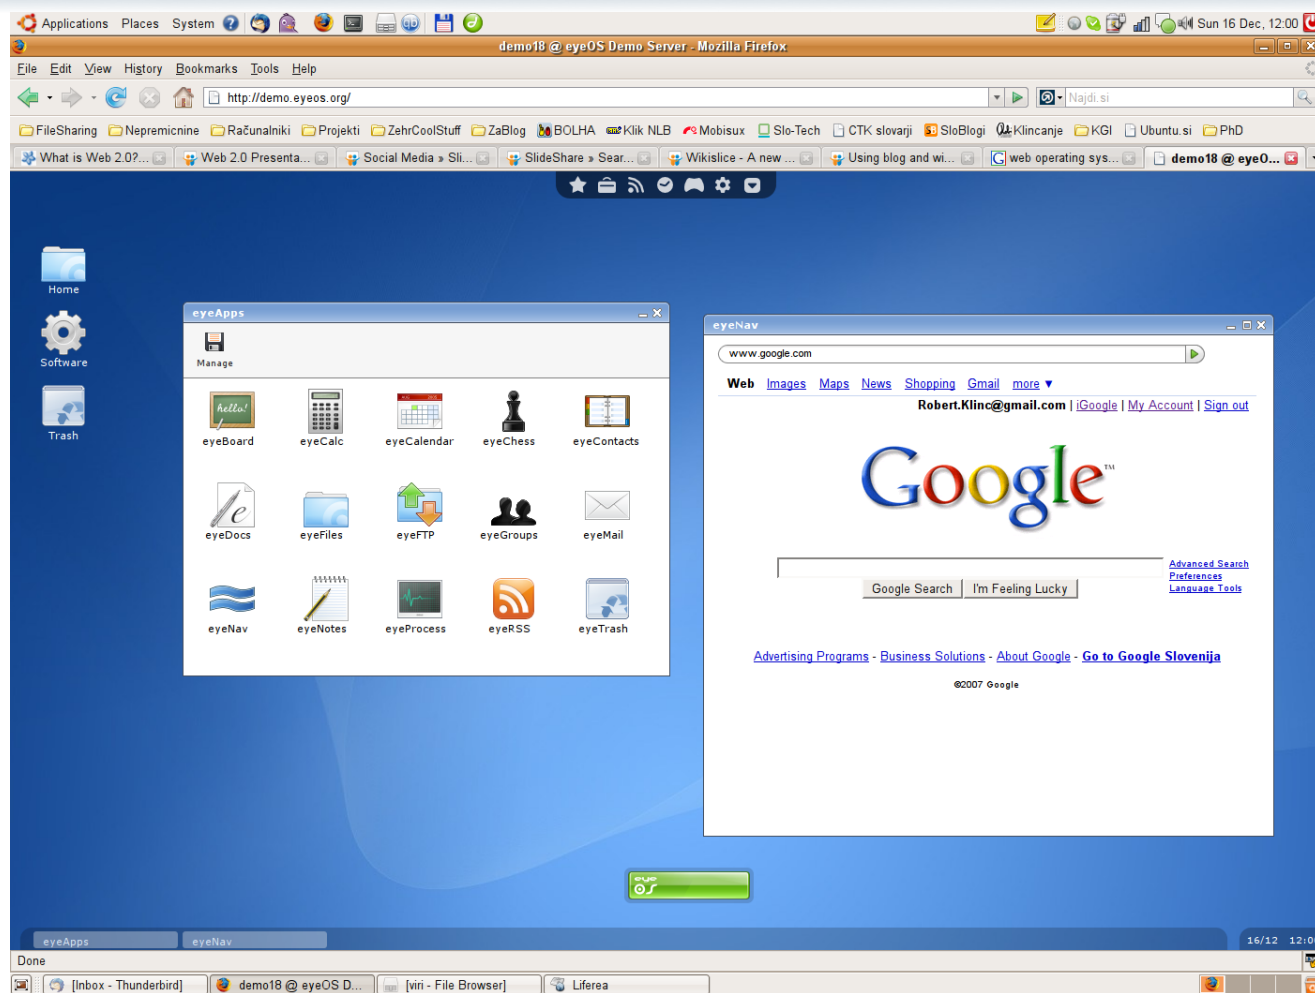 Applications Places System Sun 16 Dec, 12:00
demo18 @ eyeOS Demo Server - Mozilla Firefox
File Edit View History Bookmarks Tools Help
http://demo.eyeos.org/ Najdi.si
FileSharing Nepremicnine Računalniki Projekti ZehrCoolStuff ZaBlog BOLHA Klik NLB Mobisux Slo-Tech CTK slovarji SloBlogi Klincanje KGI Ubuntu.si PhD
What is Web 2.0?... Web 2.0 Presenta... Social Media » Sli... SlideShare » Sear... Wikislice - A new ... Using blog and wi... web operating sys... demo18 @ eyeO...
Home
Software
Trash
eyeApps
Manage
eyeBoard eyeCalc eyeCalendar eyeChess eyeContacts
eyeDocs eyeFiles eyeFTP eyeGroups eyeMail
eyeNav eyeNotes eyeProcess eyeRSS eyeTrash
hello!
eyeNav
www.google.com
Web Images Maps News Shopping Gmail more ▼
Robert.Klinc@gmail.com | iGoogle | My Account | Sign out
Google™
Advanced Search
Preferences
Language Tools
Google Search I'm Feeling Lucky
Advertising Programs - Business Solutions - About Google - Go to Google Slovenija
©2007 Google
eye
OS
eyeApps eyeNav 16/12
Done
[Inbox - Thunderbird] demo18 @ eyeOS D... [viri - File Browser] Liferea